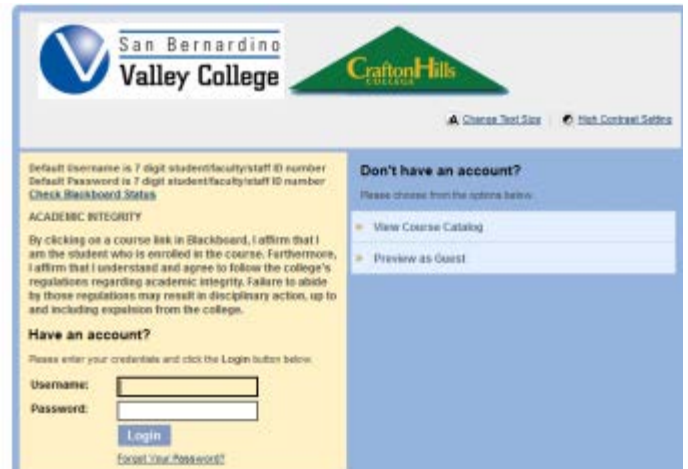 San Bernardino
Valley College
CraftonHills
COLLEGE
Change Text Size
High Contrast Setting
Default Username is 7 digit student/faculty/staff ID number
Default Password is 7 digit student/faculty/staff ID number
Check Blackboard Status
ACADEMIC INTEGRITY
By clicking on a course link in Blackboard, I affirm that I
am the student who is enrolled in the course. Furthermore,
I affirm that I understand and agree to follow the college's
regulations regarding academic integrity. Failure to abide
by those regulations may result in disciplinary action, up to
and including expulsion from the college.
Have an account?
Please enter your credentials and click the Login button below.
Username:
Password:
Login
Forgot Your Password?
Don't have an account?
Please choose from the options below.
View Course Catalog
Preview as Guest